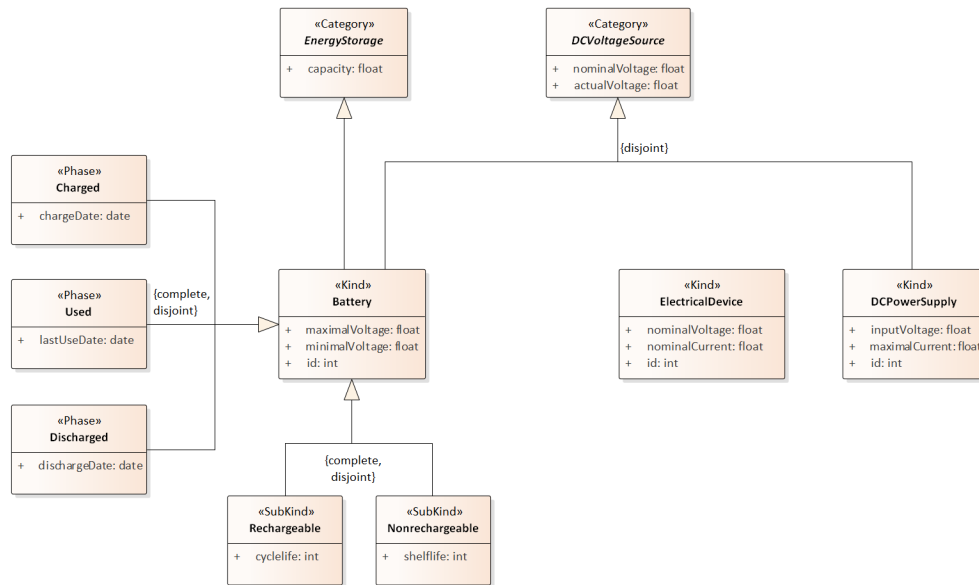 «Category»
EnergyStorage
+ capacity: float
«Category»
DCVoltageSource
+ nominalVoltage: float
+ actualVoltage: float
{disjoint}
«Phase»
Charged
+ chargeDate: date
«Phase»
Used
+ lastUseDate: date
{complete,
disjoint}
«Kind»
Battery
+ maximalVoltage: float
+ minimalVoltage: float
+ id: int
«Kind»
ElectricalDevice
+ nominalVoltage: float
+ nominalCurrent: float
+ id: int
«Kind»
DCPowerSupply
+ inputVoltage: float
+ maximalCurrent: float
+ id: int
«Phase»
Discharged
+ dischargeDate: date
{complete,
disjoint}
«SubKind»
Rechargeable
+ cyclelife: int
«SubKind»
Nonrechargeable
+ shelflife: int